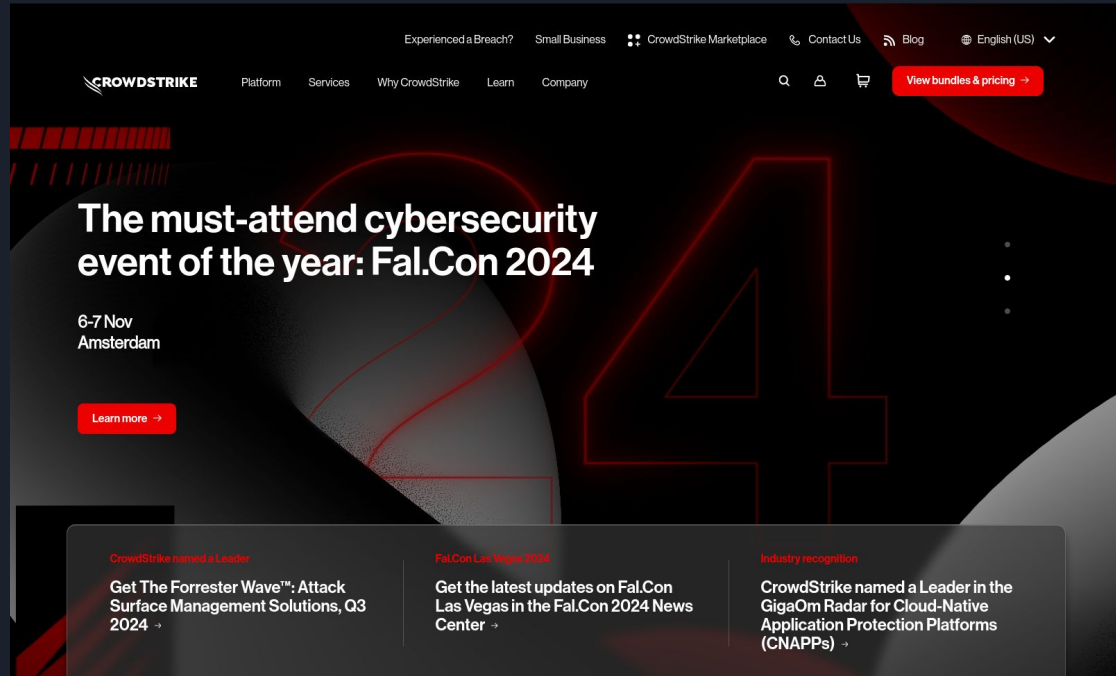 Experienced a Breach? Small Business CrowdStrike Marketplace Contact Us Blog English (US)
CROWDSTRIKE Platform Services Why CrowdStrike Learn Company View bundles & pricing →
24
The must-attend cybersecurity
event of the year: Fal.Con 2024
6-7 Nov
Amsterdam
Learn more →
CrowdStrike named a Leader
Get The Forrester Wave™: Attack
Surface Management Solutions, Q3
2024 →
Fal.Con Las Vegas 2024
Get the latest updates on Fal.Con
Las Vegas in the Fal.Con 2024 News
Center →
Industry recognition
CrowdStrike named a Leader in the
GigaOm Radar for Cloud-Native
Application Protection Platforms
(CNAPPs) →